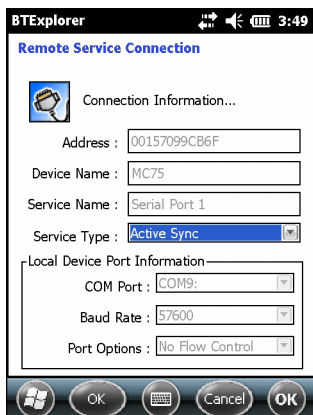 BTExplorer 3:49
Remote Service Connection
Connection Information...
Address : 00157099CB6F
Device Name : MC75
Service Name : Serial Port 1
Service Type : Active Sync
Local Device Port Information
COM Port : COM9:
Baud Rate : 57600
Port Options : No Flow Control
OK Cancel OK